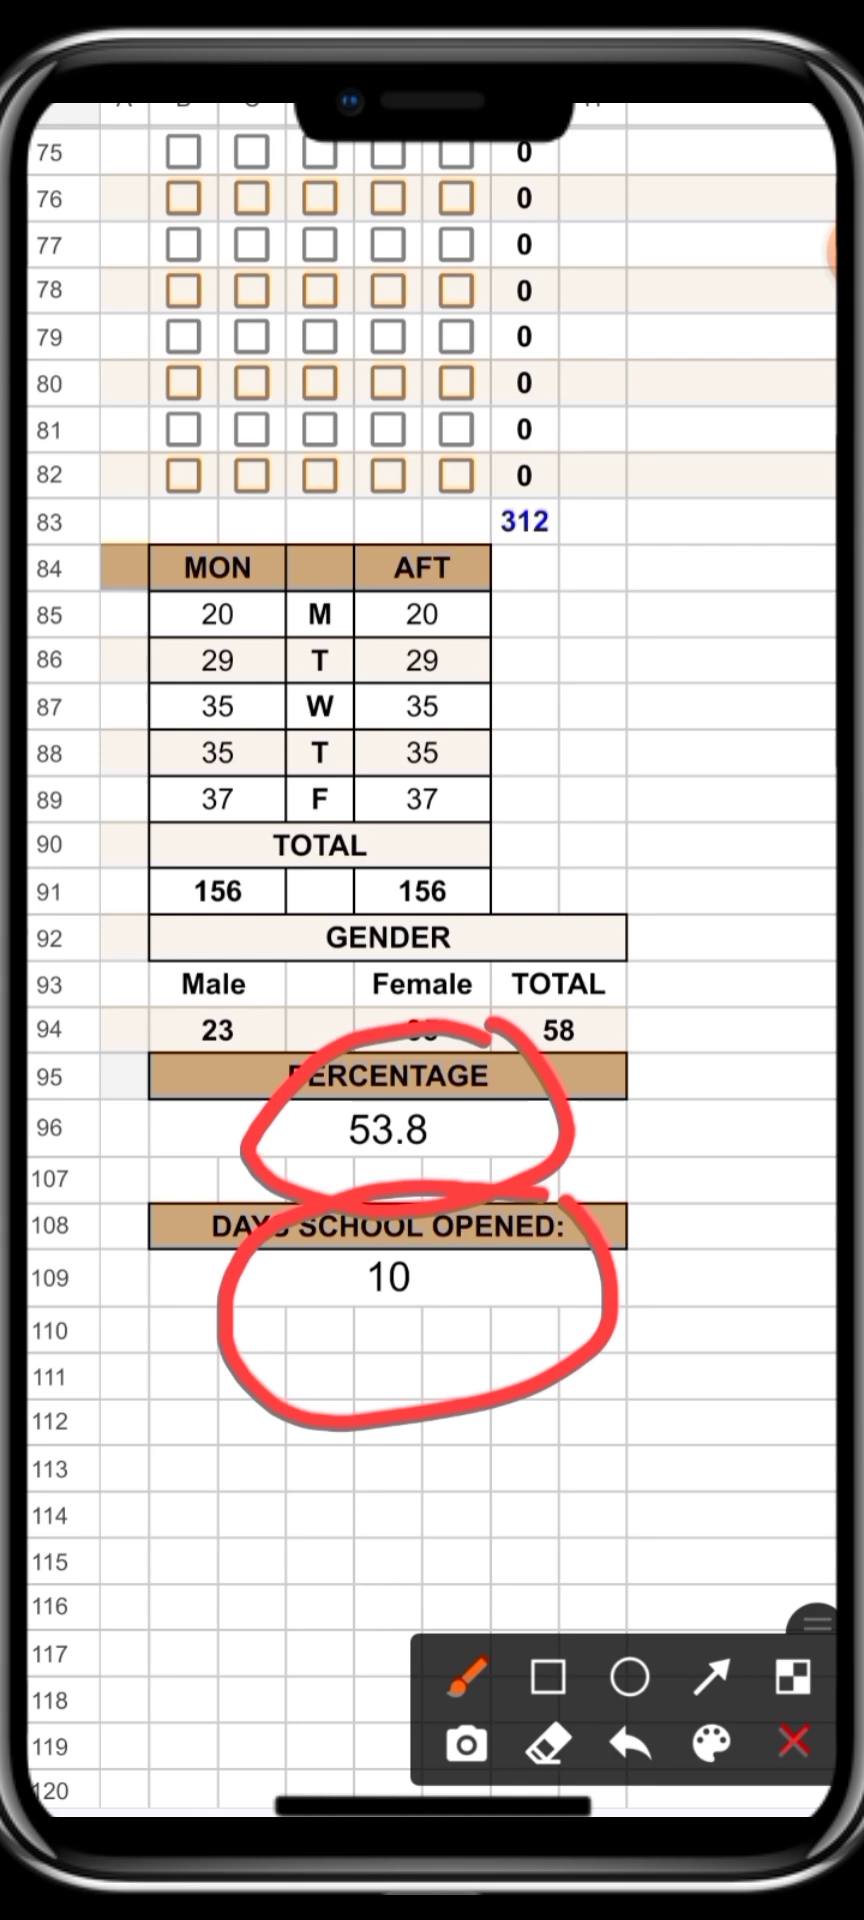 75 0
76 0
77 0
78 0
79 0
80 0
81 0
82 0
83 312
84 MON AFT
85 20 M 20
86 29 T 29
87 35 W 35
88 35 T 35
89 37 F 37
90 TOTAL
91 156 156
92 GENDER
93 Male Female TOTAL
94 23 58
95 PERCENTAGE
96 53.8
107
108 DAYS SCHOOL OPENED:
109 10
110
111
112
113
114
115
116
117
118
119
120